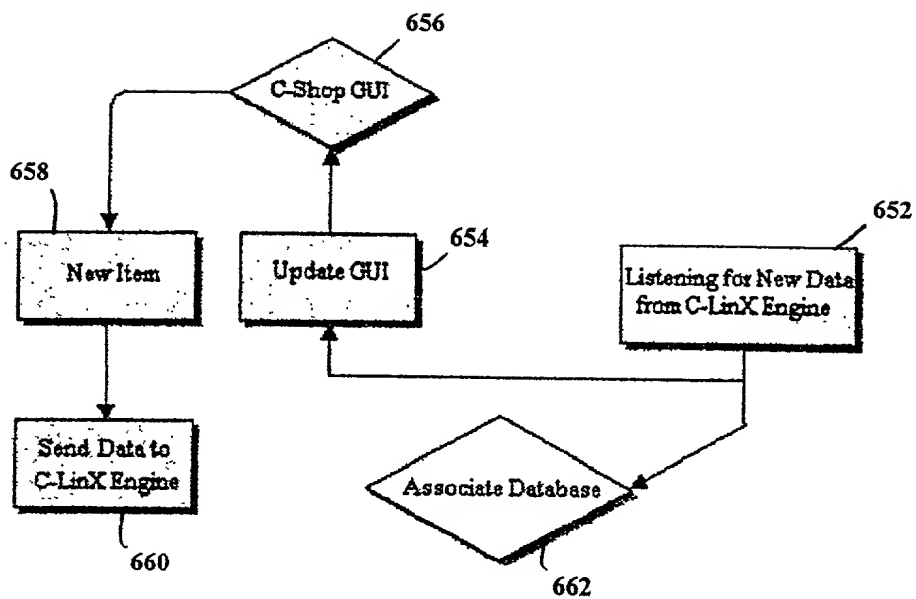 656
C-Shop GUI
658
652
New Item
Update GUI
654
Listening for New Data
from C-LinX Engine
Send Data to
C-LinX Engine
Associate Database
660
662